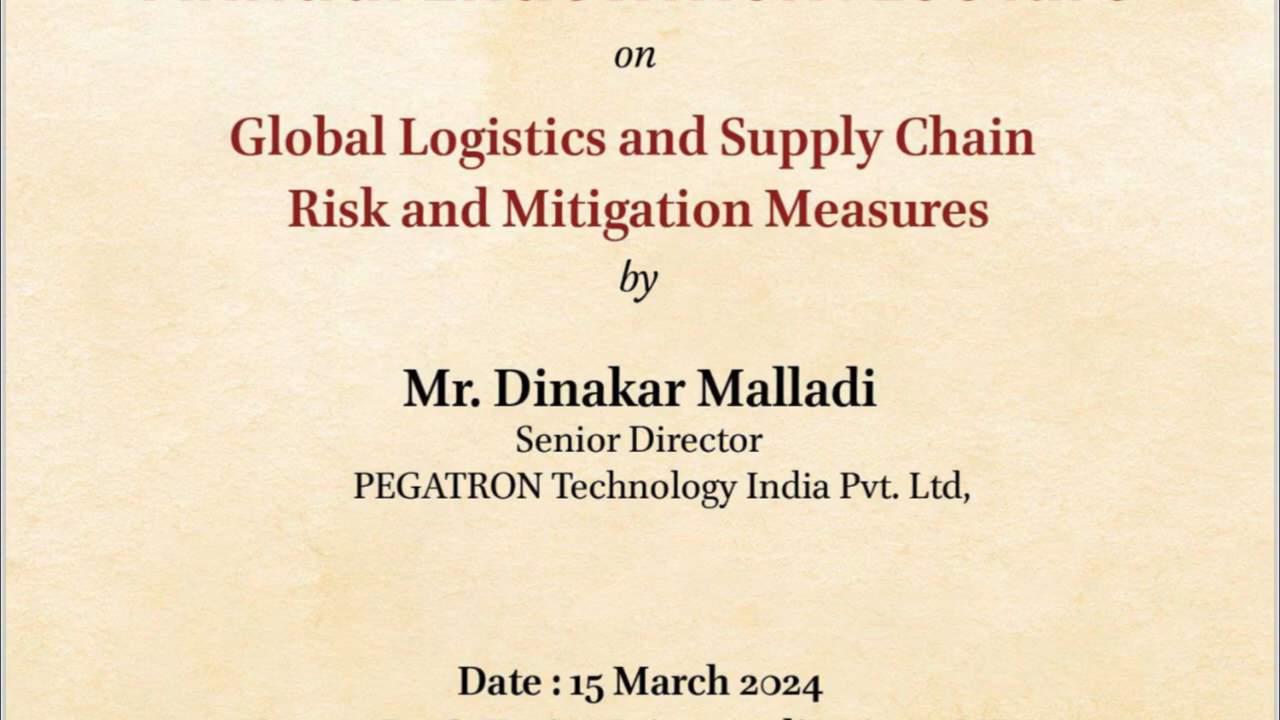 on
Global Logistics and Supply Chain
Risk and Mitigation Measures
by
Mr. Dinakar Malladi
Senior Director
PEGATRON Technology India Pvt. Ltd,
Date : 15 March 2024